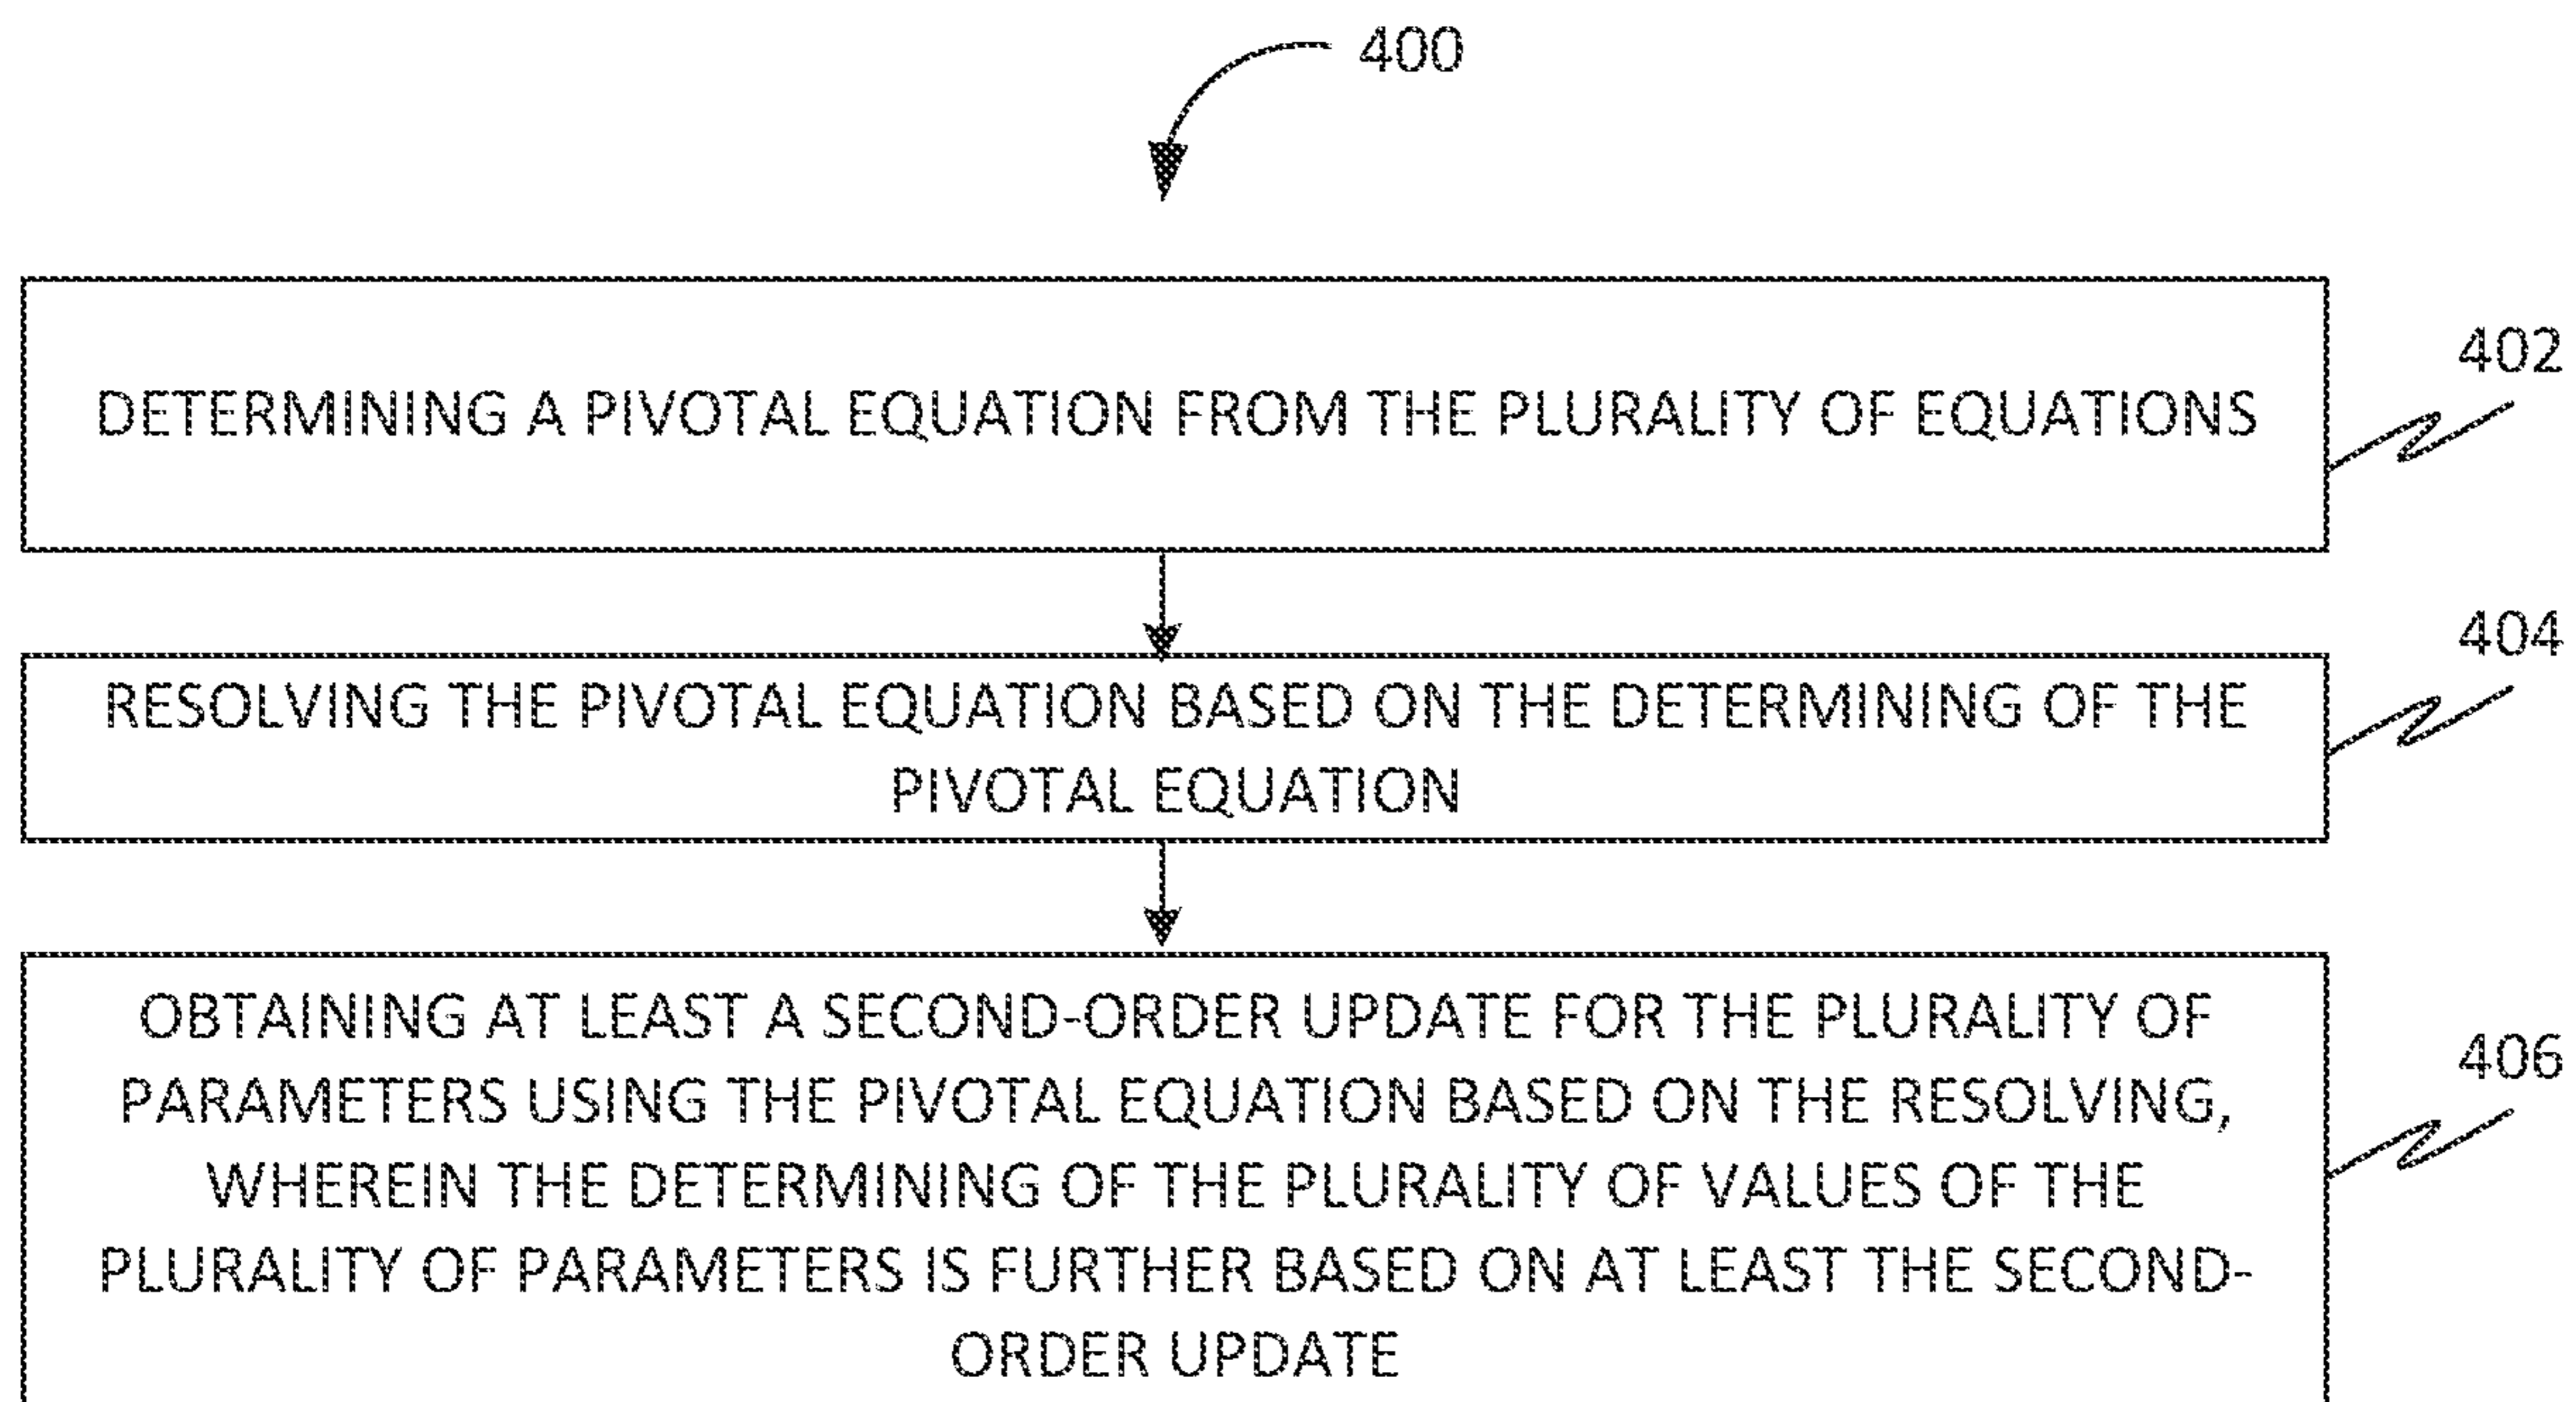 400
DETERMINING A PIVOTAL EQUATION FROM THE PLURALITY OF EQUATIONS
402
RESOLVING THE PIVOTAL EQUATION BASED ON THE DETERMINING OF THE
PIVOTAL EQUATION
404
OBTAINING AT LEAST A SECOND-ORDER UPDATE FOR THE PLURALITY OF
PARAMETERS USING THE PIVOTAL EQUATION BASED ON THE RESOLVING,
WHEREIN THE DETERMINING OF THE PLURALITY OF VALUES OF THE
PLURALITY OF PARAMETERS IS FURTHER BASED ON AT LEAST THE SECOND-
ORDER UPDATE
406